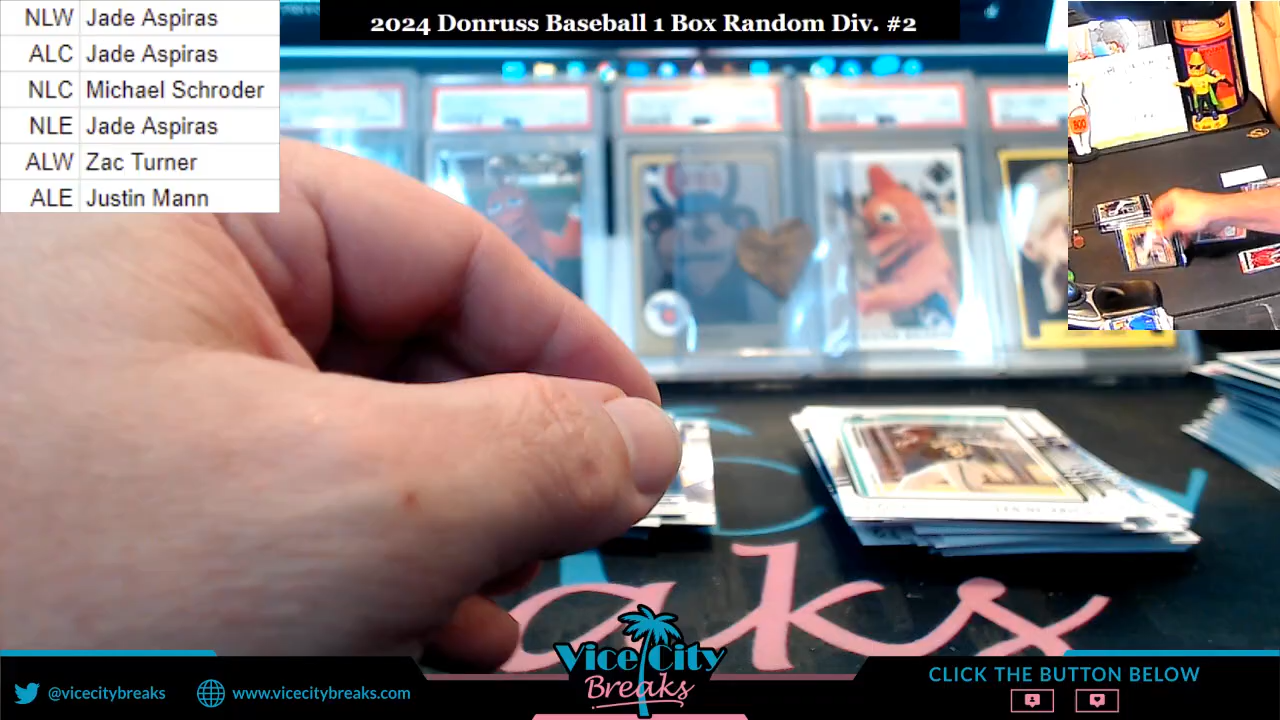 2024 Donruss Baseball 1 Box Random Div. #2
NLW Jade Aspiras
ALC Jade Aspiras
NLC Michael Schroder
NLE Jade Aspiras
ALW Zac Turner
ALE Justin Mann
aks
Vice City
Breaks
@vicecitybreaks
www.vicecitybreaks.com
CLICK THE BUTTON BELOW